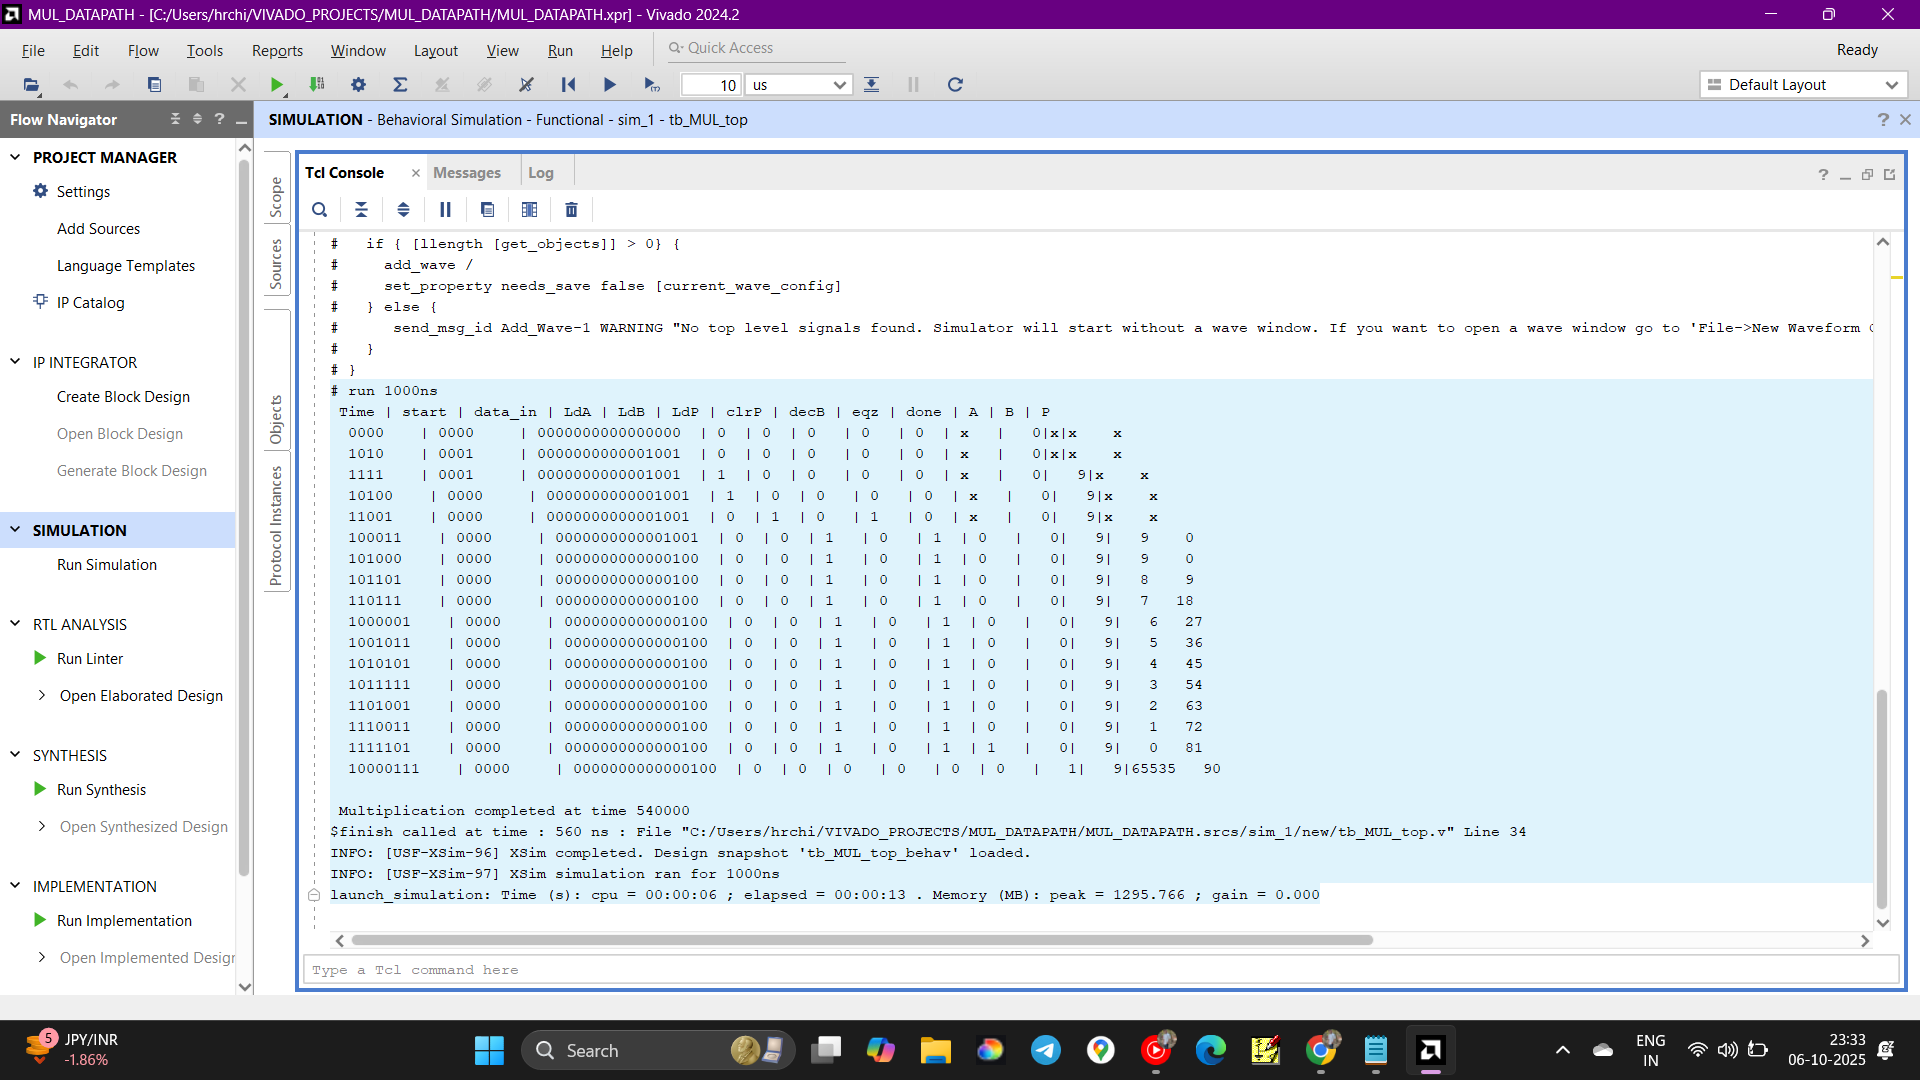 MUL_DATAPATH - [C:/Users/hrchi/VIVADO_PROJECTS/MUL_DATAPATH/MUL_DATAPATH.xpr] - Vivado 2024.2
File Edit Flow Tools Reports Window Layout View Run Help Quick Access Ready
10 us Default Layout
Flow Navigator
SIMULATION - Behavioral Simulation - Functional - sim_1 - tb_MUL_top
PROJECT MANAGER
Settings
Add Sources
Language Templates
IP Catalog
IP INTEGRATOR
Create Block Design
Open Block Design
Generate Block Design
SIMULATION
Run Simulation
RTL ANALYSIS
Run Linter
Open Elaborated Design
SYNTHESIS
Run Synthesis
Open Synthesized Design
IMPLEMENTATION
Run Implementation
Open Implemented Desigr
Scope
Sources
Objects
Protocol Instances
Tcl Console Messages Log
# if { [llength [get_objects]] > 0} {
# add_wave /
# set_property needs_save false [current_wave_config]
# } else {
# send_msg_id Add_Wave-1 WARNING "No top level signals found. Simulator will start without a wave window. If you want to open a wave window go to 'File->New Waveform
# }
# }
# run 1000ns
Time | start | data_in | LdA | LdB | LdP | clrP | decB | eqz | done | A | B | P
0000 | 0000 | 0000000000000000 | 0 | 0 | 0 | 0 | 0 | x | 0|x|x x
1010 | 0001 | 0000000000001001 | 0 | 0 | 0 | 0 | 0 | x | 0|x|x x
1111 | 0001 | 0000000000001001 | 1 | 0 | 0 | 0 | 0 | x | 0| 9|x x
10100 | 0000 | 0000000000001001 | 1 | 0 | 0 | 0 | 0 | x | 0| 9|x x
11001 | 0000 | 0000000000001001 | 0 | 1 | 0 | 1 | 0 | x | 0| 9|x x
100011 | 0000 | 0000000000001001 | 0 | 0 | 1 | 0 | 1 | 0 | 0| 9| 9 0
101000 | 0000 | 0000000000000100 | 0 | 0 | 1 | 0 | 1 | 0 | 0| 9| 9 0
101101 | 0000 | 0000000000000100 | 0 | 0 | 1 | 0 | 1 | 0 | 0| 9| 8 9
110111 | 0000 | 0000000000000100 | 0 | 0 | 1 | 0 | 1 | 0 | 0| 9| 7 18
1000001 | 0000 | 0000000000000100 | 0 | 0 | 1 | 0 | 1 | 0 | 0| 9| 6 27
1001011 | 0000 | 0000000000000100 | 0 | 0 | 1 | 0 | 1 | 0 | 0| 9| 5 36
1010101 | 0000 | 0000000000000100 | 0 | 0 | 1 | 0 | 1 | 0 | 0| 9| 4 45
1011111 | 0000 | 0000000000000100 | 0 | 0 | 1 | 0 | 1 | 0 | 0| 9| 3 54
1101001 | 0000 | 0000000000000100 | 0 | 0 | 1 | 0 | 1 | 0 | 0| 9| 2 63
1110011 | 0000 | 0000000000000100 | 0 | 0 | 1 | 0 | 1 | 0 | 0| 9| 1 72
1111101 | 0000 | 0000000000000100 | 0 | 0 | 1 | 0 | 1 | 1 | 0| 9| 0 81
10000111 | 0000 | 0000000000000100 | 0 | 0 | 0 | 0 | 0 | 0 | 1| 9|65535 90
Multiplication completed at time 540000
$finish called at time : 560 ns : File "C:/Users/hrchi/VIVADO_PROJECTS/MUL_DATAPATH/MUL_DATAPATH.srcs/sim_1/new/tb_MUL_top.v" Line 34
INFO: [USF-XSim-96] XSim completed. Design snapshot 'tb_MUL_top_behav' loaded.
INFO: [USF-XSim-97] XSim simulation ran for 1000ns
launch_simulation: Time (s): cpu = 00:00:06 ; elapsed = 00:00:13 . Memory (MB): peak = 1295.766 ; gain = 0.000
Type a Tcl command here
5 JPY/INR
-1.86%
Search
ENG
IN
23:33
06-10-2025